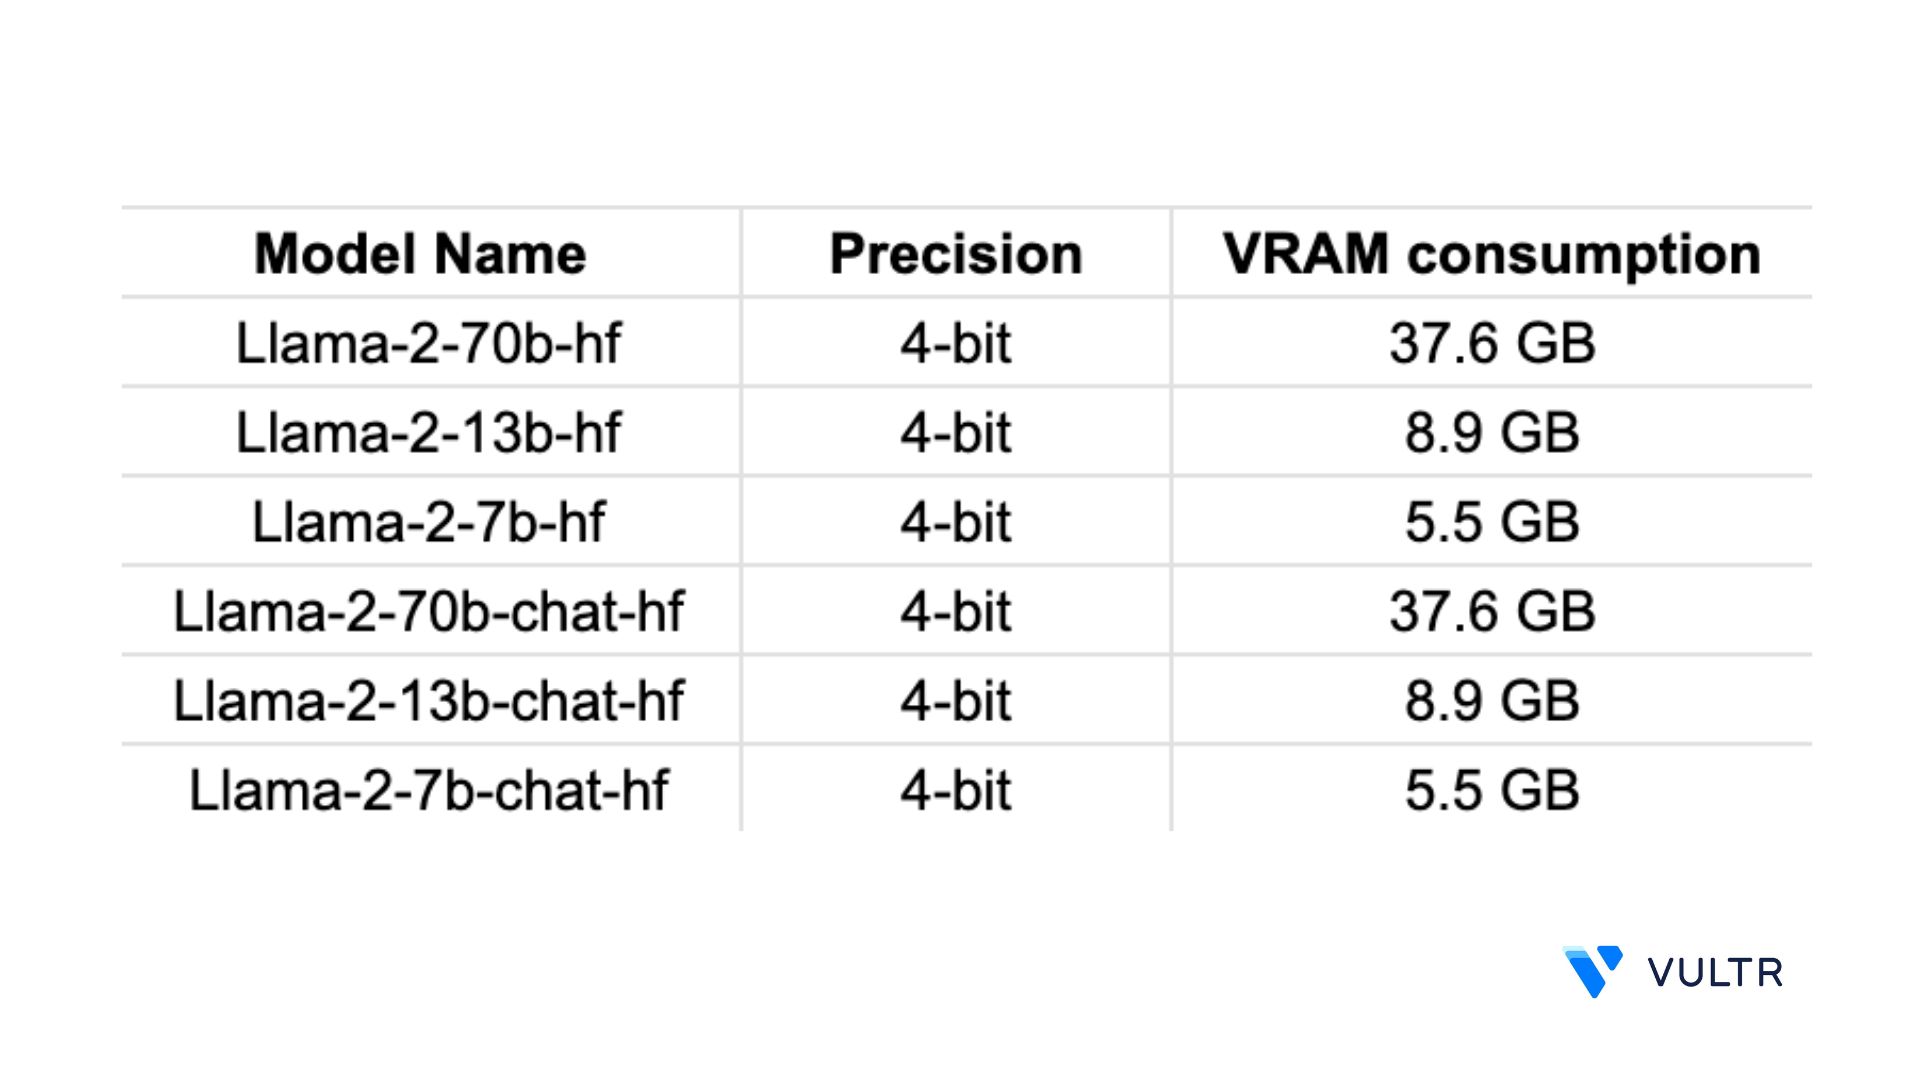 Model Name Precision VRAM consumption
Llama-2-70b-hf 4-bit 37.6 GB
Llama-2-13b-hf 4-bit 8.9 GB
Llama-2-7b-hf 4-bit 5.5 GB
Llama-2-70b-chat-hf 4-bit 37.6 GB
Llama-2-13b-chat-hf 4-bit 8.9 GB
Llama-2-7b-chat-hf 4-bit 5.5 GB
VULTR